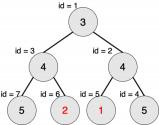 id = 1
3
id = 3
id = 2
4
4
id = 7
id = 6
id = 5
id = 4
5
2
1
5